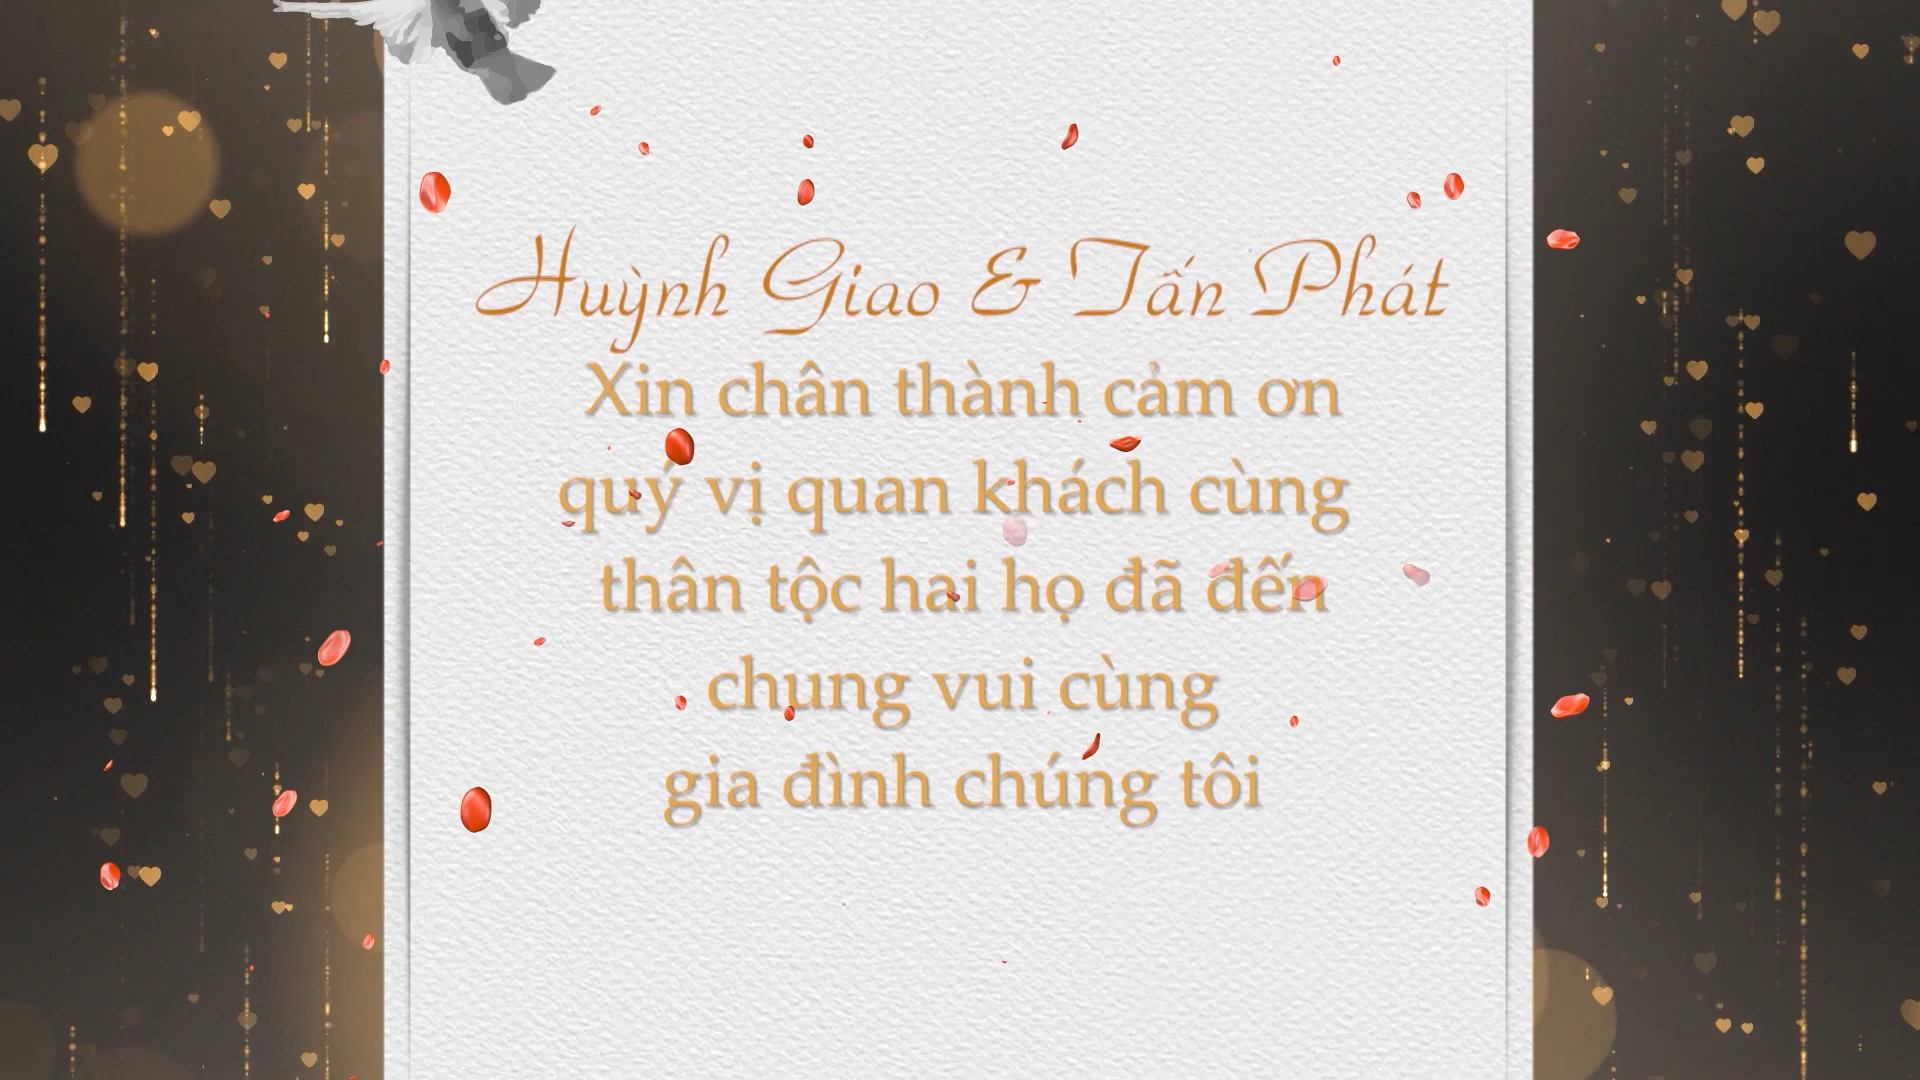 Huỳnh Giao & Tấn Phát
Xin chân thành cảm ơn
quý vị quan khách cùng
thân tộc hai họ đã đến
chung vui cùng
gia đình chúng tôi